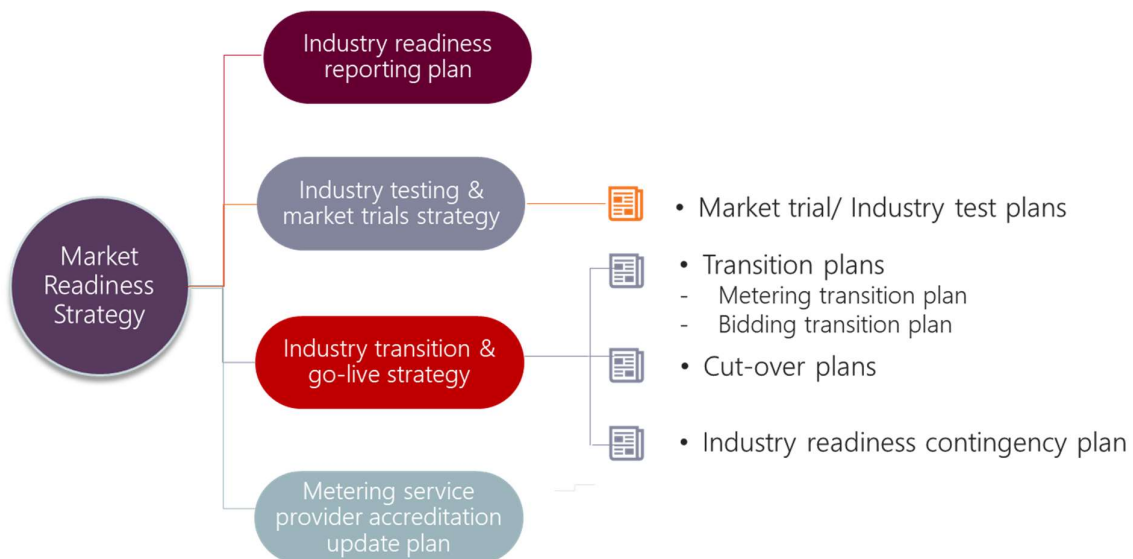 Industry readiness
reporting plan
Industry testing &
market trials strategy
• Market trial/ Industry test plans
Market
Readiness
Strategy
• Transition plans
- Metering transition plan
- Bidding transition plan
Industry transition &
go-live strategy
• Cut-over plans
• Industry readiness contingency plan
Metering service
provider accreditation
update plan